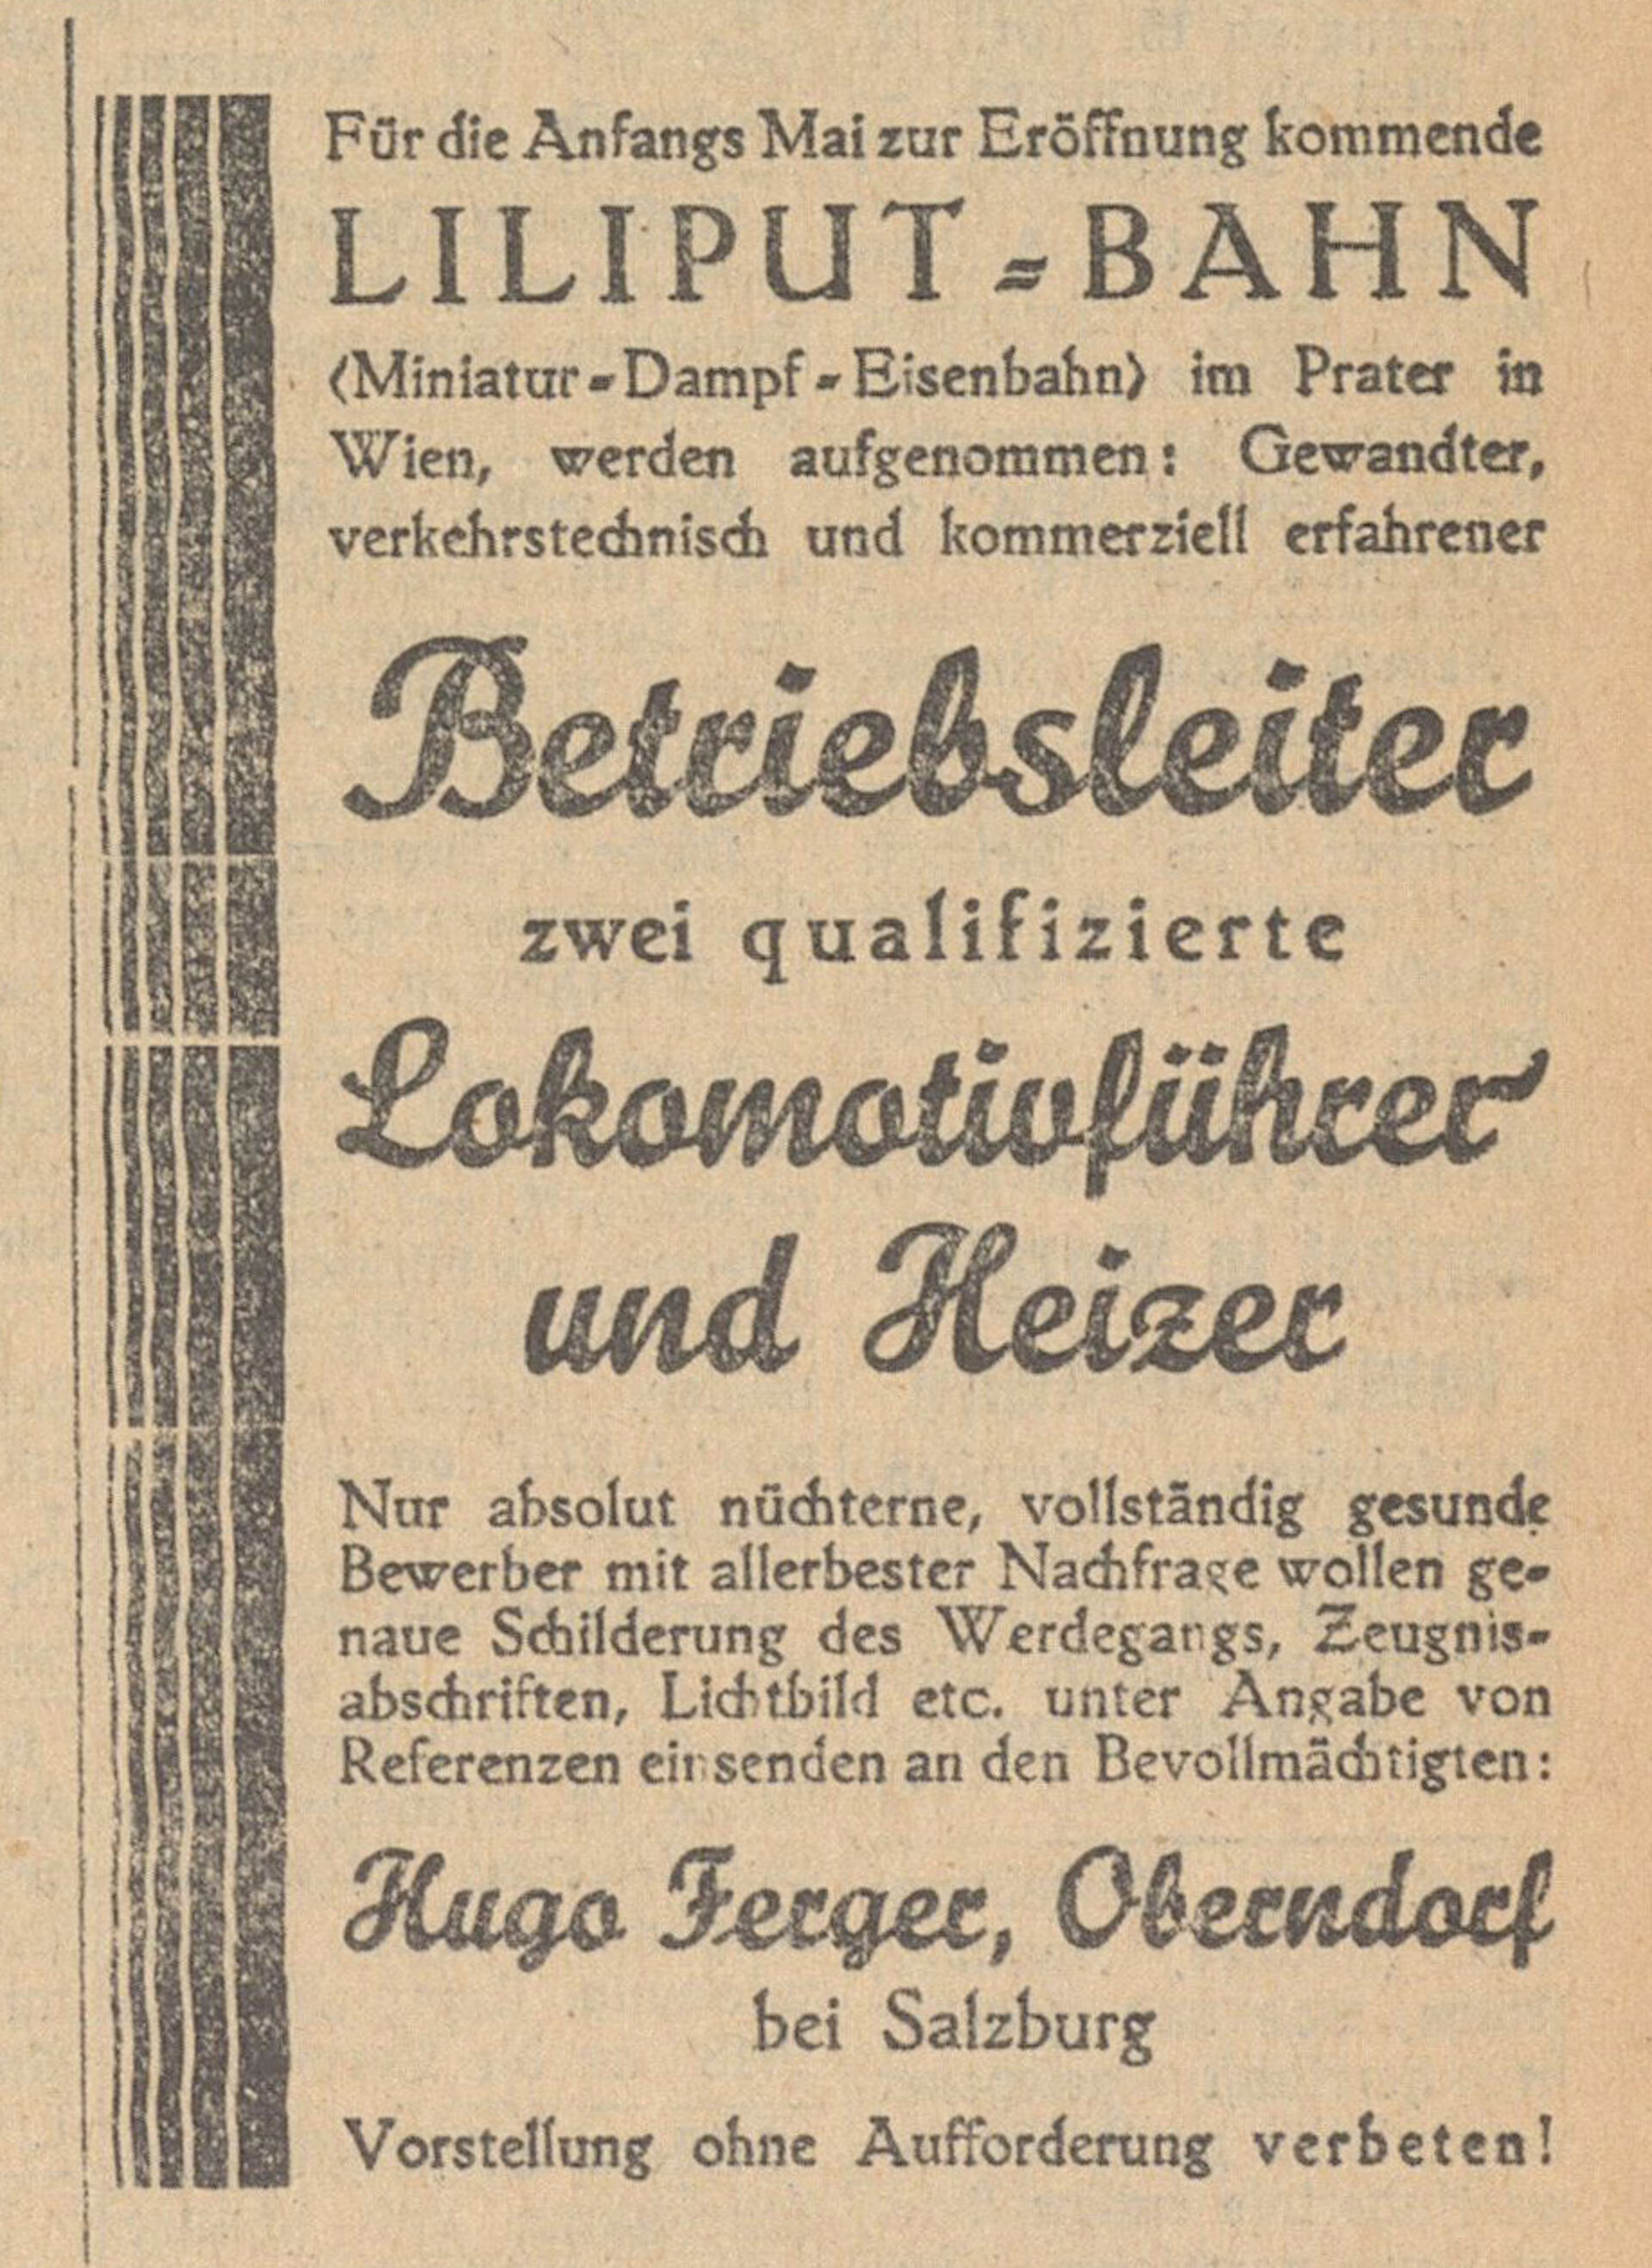 Für die Anfangs Mai zur Eröffnung kommende
LILIPUT-BAHN
(Miniatur-Dampf-Eisenbahn) im Prater in
Wien, werden aufgenommen: Gewandter,
verkehrstechnisch und kommerziell erfahrener
Betriebsleiter
zwei qualifizierte
Lokomotivführer
und Heizer
Nur absolut nüchterne, vollständig gesunde
Bewerber mit allerbester Nachfrage wollen ge-
naue Schilderung des Werdegangs, Zeugnis-
abschriften, Lichtbild etc. unter Angabe von
Referenzen einsenden an den Bevollmächtigten:
Hugo Ferger, Oberndorf
bei Salzburg
Vorstellung ohne Aufforderung verbeten!